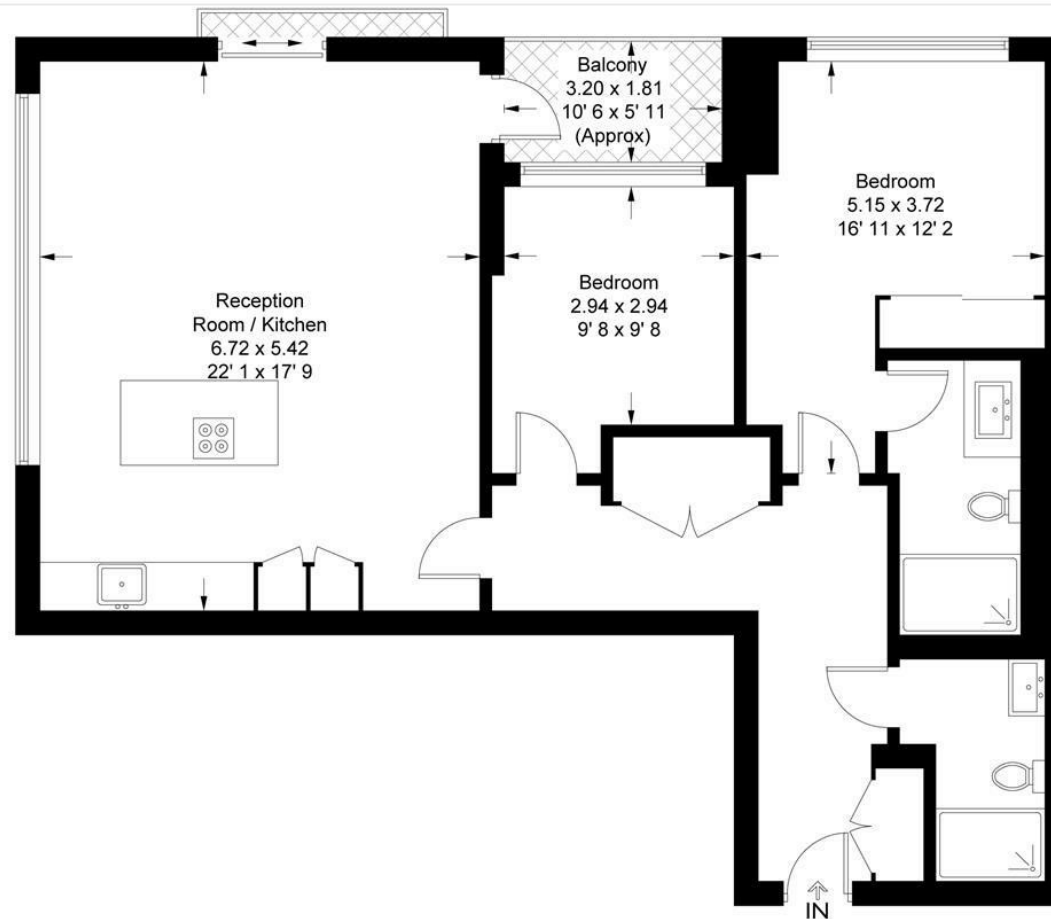 Balcony
3.20 x 1.81
10' 6 x 5' 11
(Approx)
Bedroom
5.15 x 3.72
16' 11 x 12' 2
Bedroom
2.94 x 2.94
9' 8 x 9' 8
Reception
Room / Kitchen
6.72 x 5.42
22' 1 x 17' 9
IN